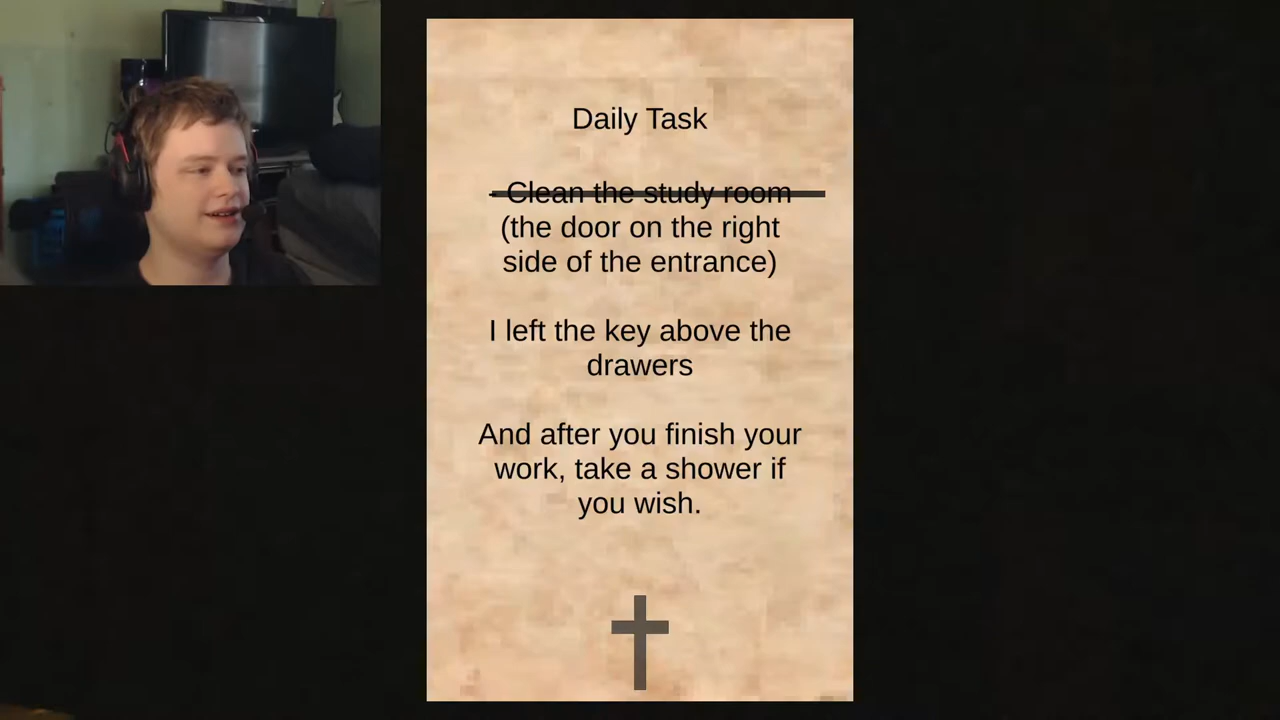 Daily Task
- Clean the study room
(the door on the right
side of the entrance)
I left the key above the
drawers
And after you finish your
work, take a shower if
you wish.